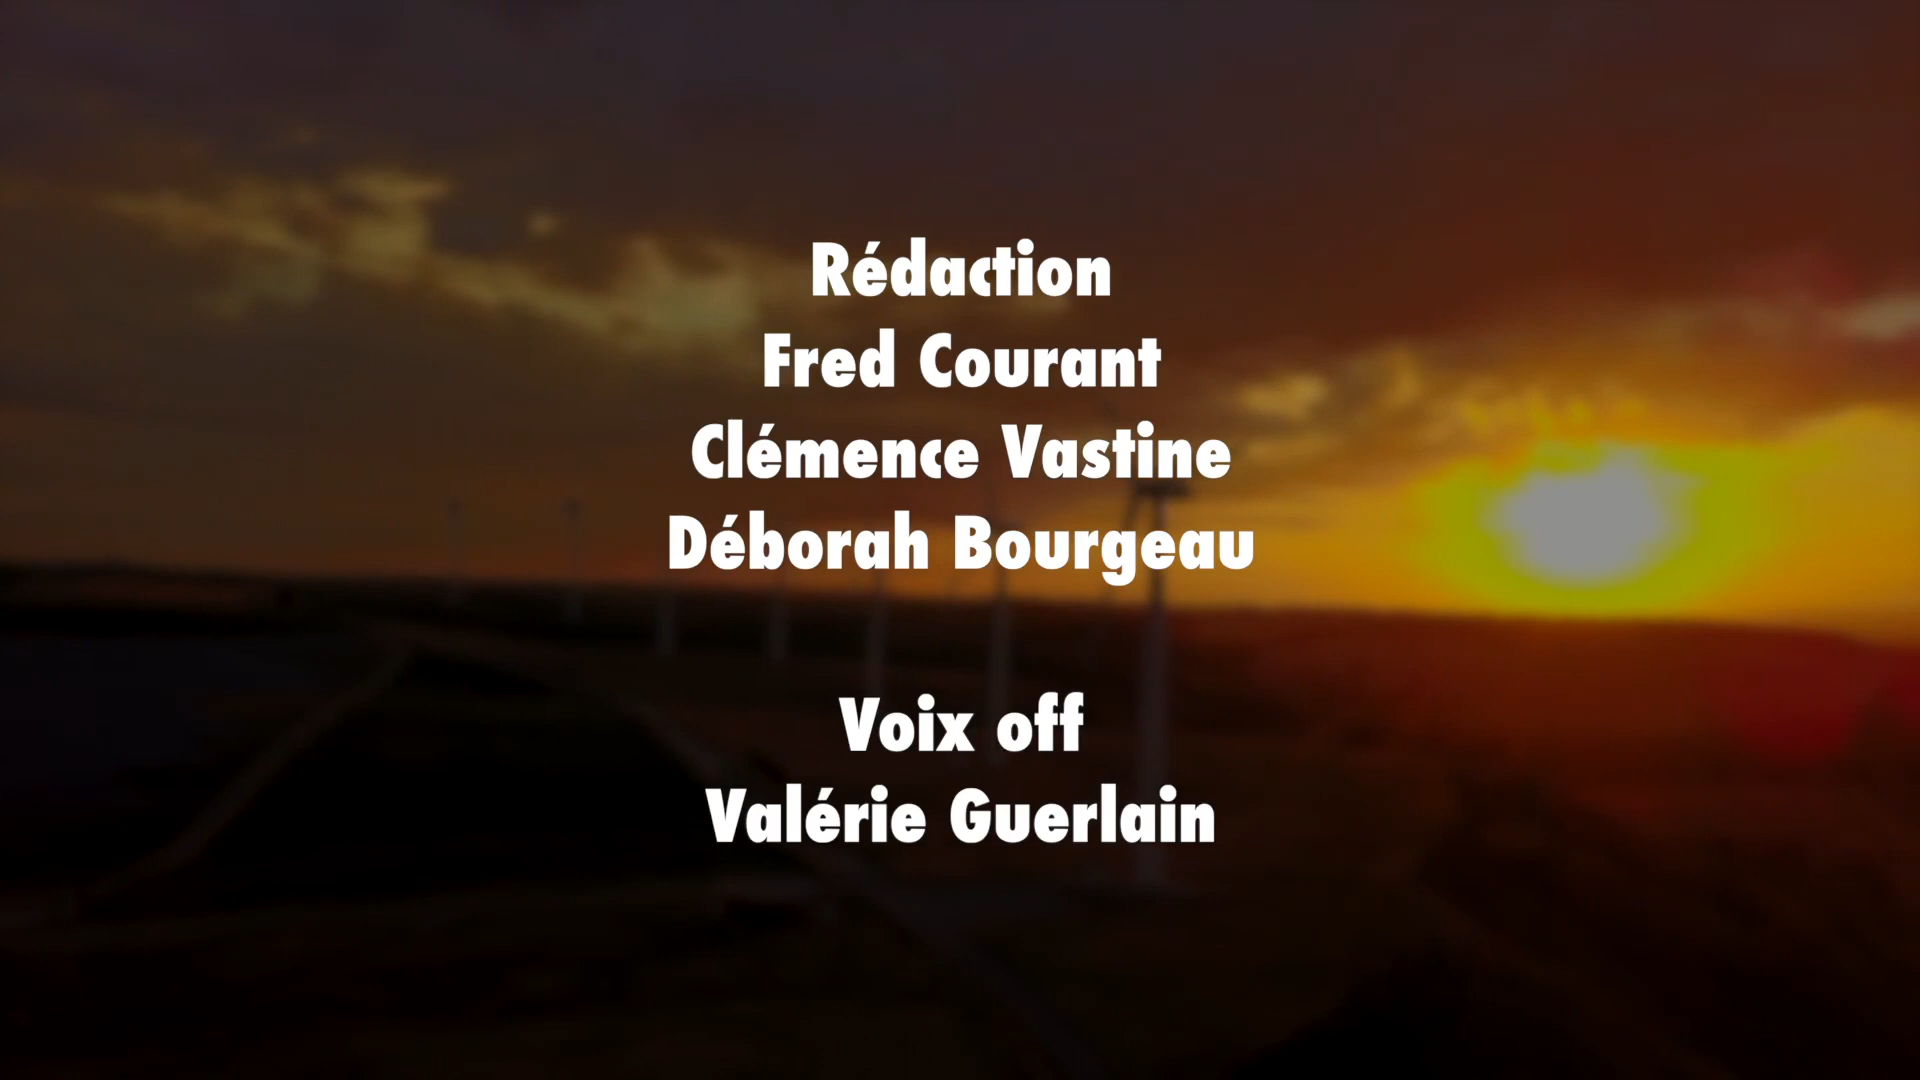 Rédaction
Fred Courant
Clémence Vastine
Déborah Bourgeau
Voix off
Valérie Guerlain